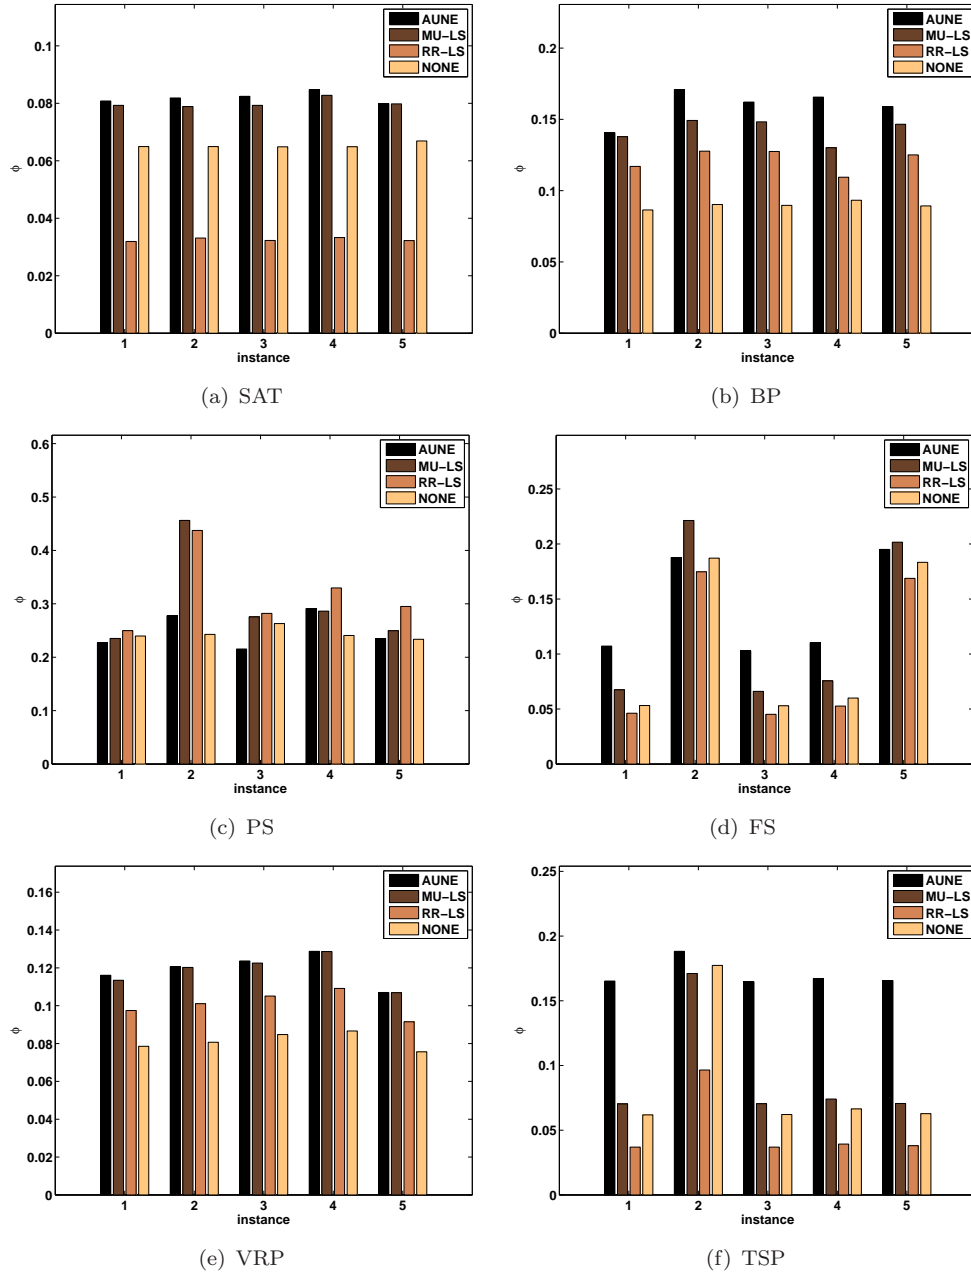 AUNE
MU-LS
RR-LS
NONE
0.1
0.08
0.06
0.04
0.02
0
ϕ
1 2 3 4 5
instance
(a) SAT
AUNE
MU-LS
RR-LS
NONE
0.2
0.15
0.1
0.05
0
ϕ
1 2 3 4 5
instance
(b) BP
AUNE
MU-LS
RR-LS
NONE
0.6
0.5
0.4
0.3
0.2
0.1
0
ϕ
1 2 3 4 5
instance
(c) PS
AUNE
MU-LS
RR-LS
NONE
0.25
0.2
0.15
0.1
0.05
0
ϕ
1 2 3 4 5
instance
(d) FS
AUNE
MU-LS
RR-LS
NONE
0.16
0.14
0.12
0.1
0.08
0.06
0.04
0.02
0
ϕ
1 2 3 4 5
instance
(e) VRP
AUNE
MU-LS
RR-LS
NONE
0.25
0.2
0.15
0.1
0.05
0
ϕ
1 2 3 4 5
instance
(f) TSP